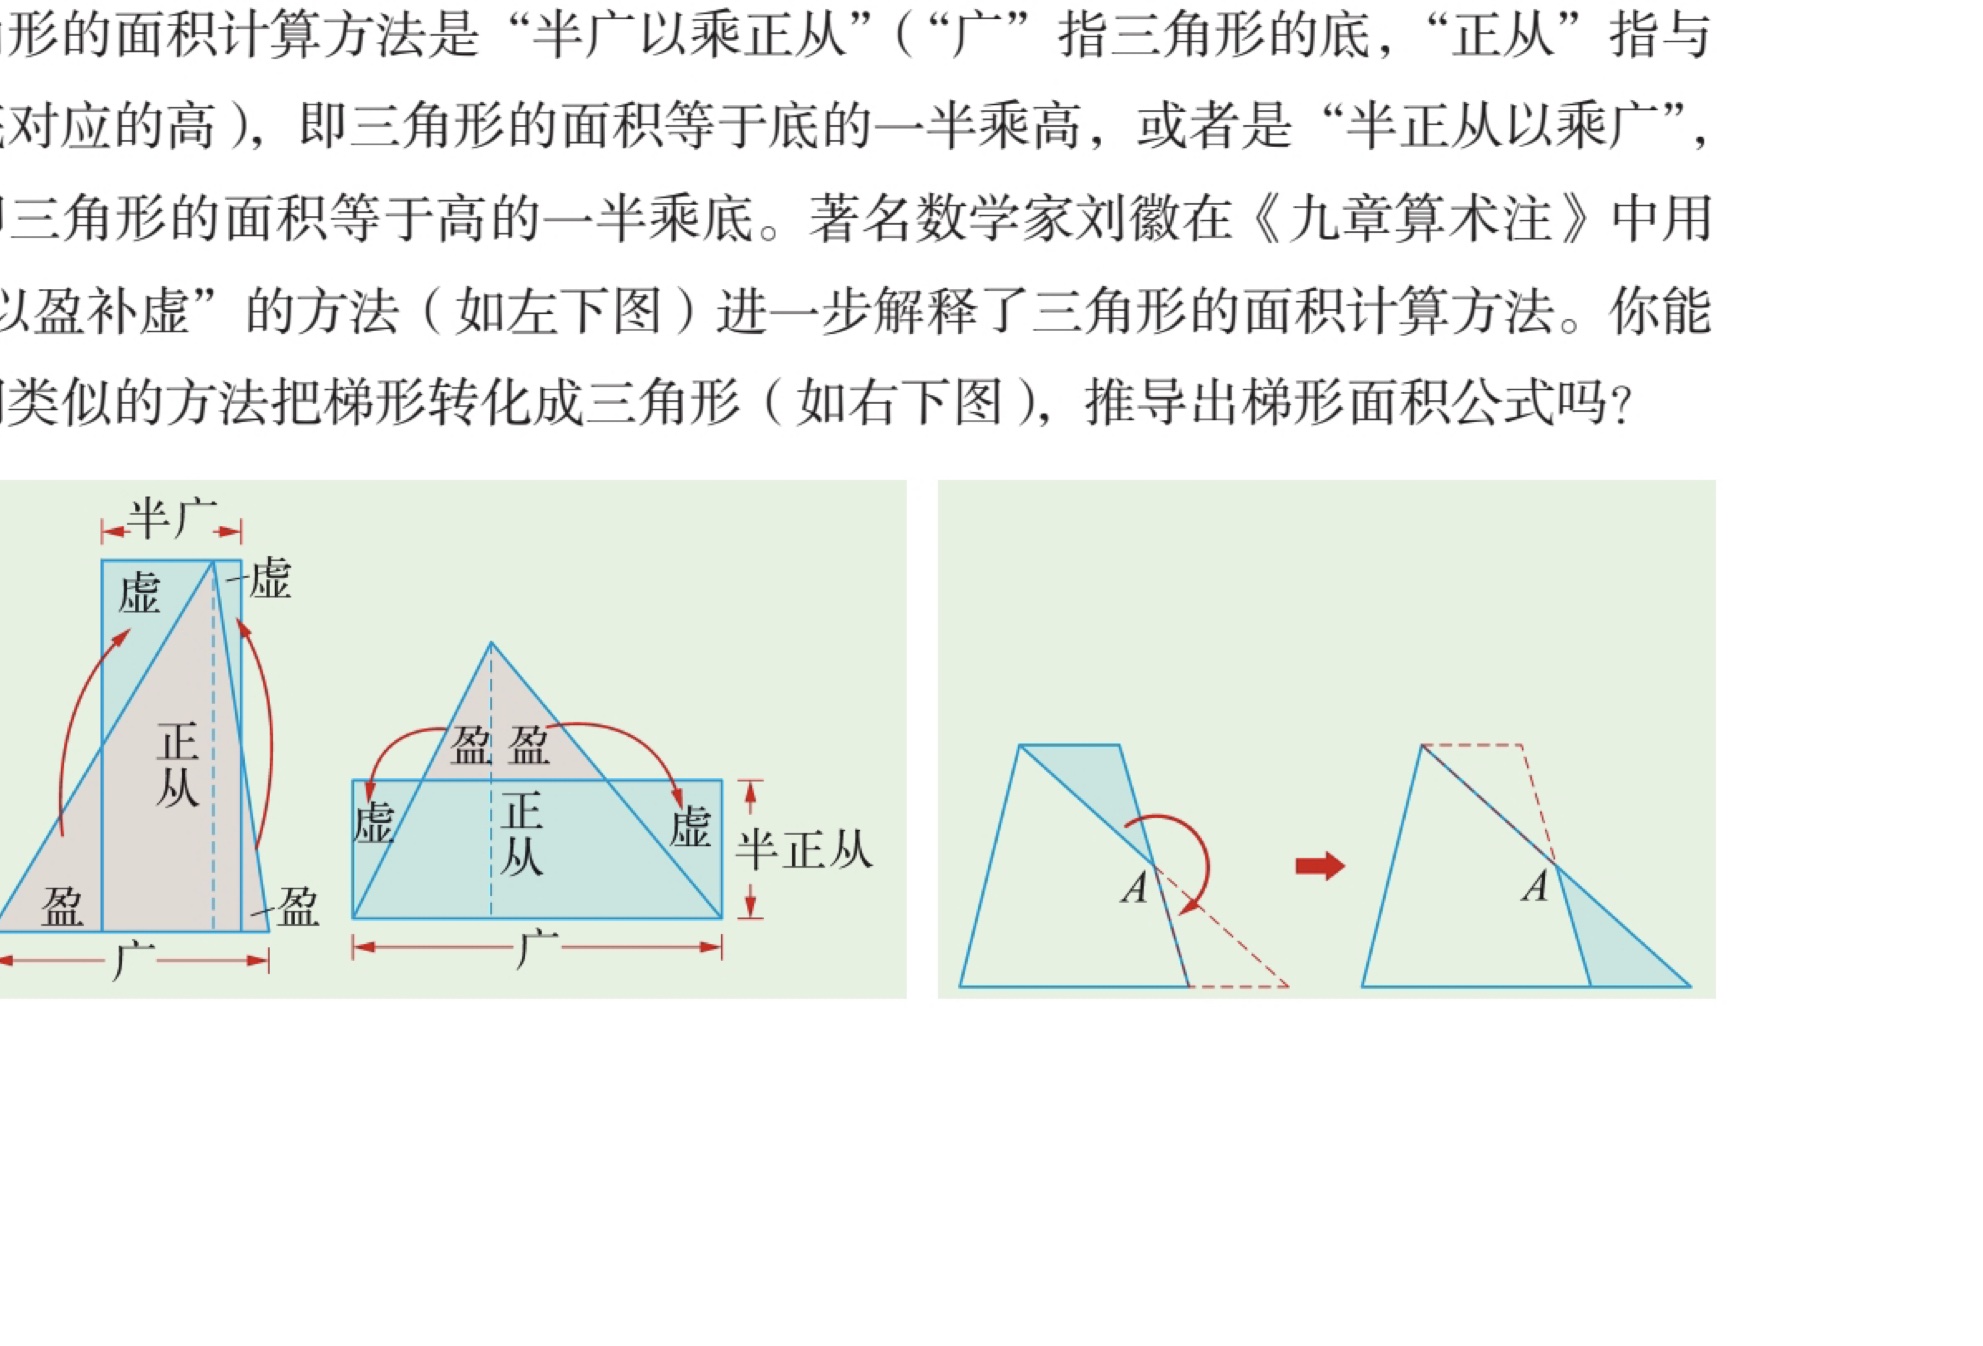 形的面积计算方法是“半广以乘正从”(“广”指三角形的底,“正从”指与
对应的高),即三角形的面积等于底的一半乘高,或者是“半正从以乘广”,
三角形的面积等于高的一半乘底。著名数学家刘徽在《九章算术注》中用
以盈补虚”的方法(如左下图)进一步解释了三角形的面积计算方法。你能
类似的方法把梯形转化成三角形(如右下图),推导出梯形面积公式吗?
半广
虚
虚
正从
盈
盈
广
盈
盈
虚
正从
虚
半正从
广
A
A